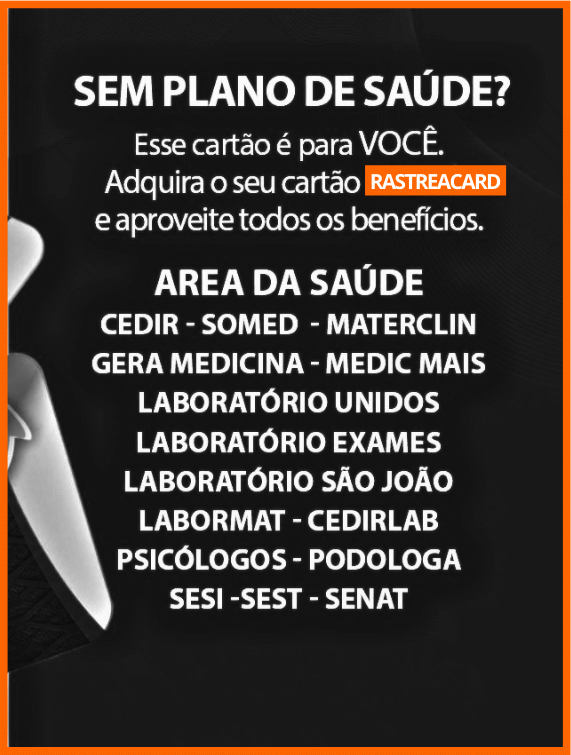 SEM PLANO DE SAÚDE?
Esse cartão é para VOCÊ.
Adquira o seu cartão RASTREACARD
e aproveite todos os benefícios.
AREA DA SAÚDE
CEDIR - SOMED - MATERCLIN
GERA MEDICINA - MEDIC MAIS
LABORATÓRIO UNIDOS
LABORATÓRIO EXAMES
LABORATÓRIO SÃO JOÃO
LABORMAT - CEDIRLAB
PSICÓLOGOS - PODOLOGA
SESI -SEST - SENAT